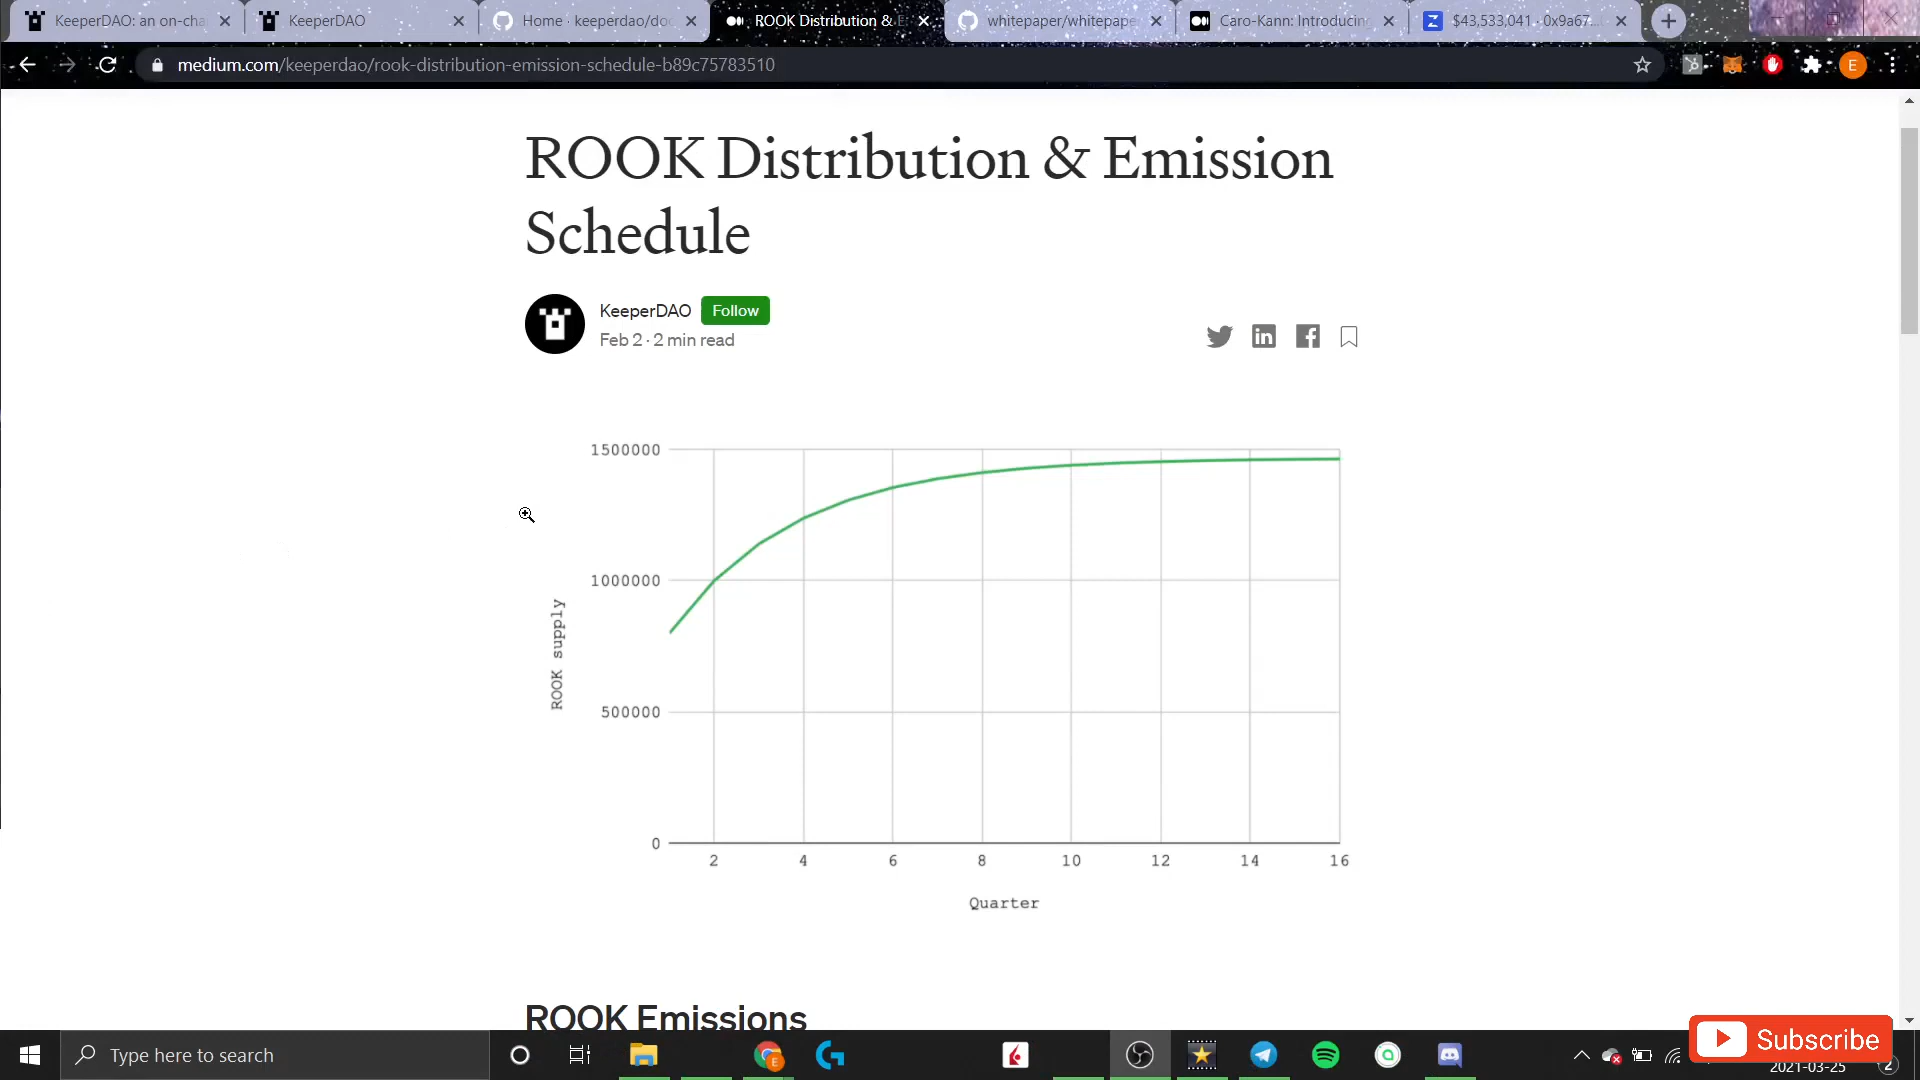 KeeperDAO: an on-cha
KeeperDAO
Home · keeperdao/doc
ROOK Distribution & E
whitepaper/whitepape
Caro-Kann: Introducin
$43,533,041 · 0x9a67...
medium.com/keeperdao/rook-distribution-emission-schedule-b89c75783510
E
ROOK Distribution & Emission
Schedule
KeeperDAO
Follow
Feb 2 · 2 min read
1500000
1000000
500000
0
ROOK supply
2 4 6 8 10 12 14 16
Quarter
ROOK Emissions
Type here to search
Subscribe
2021-03-25
2